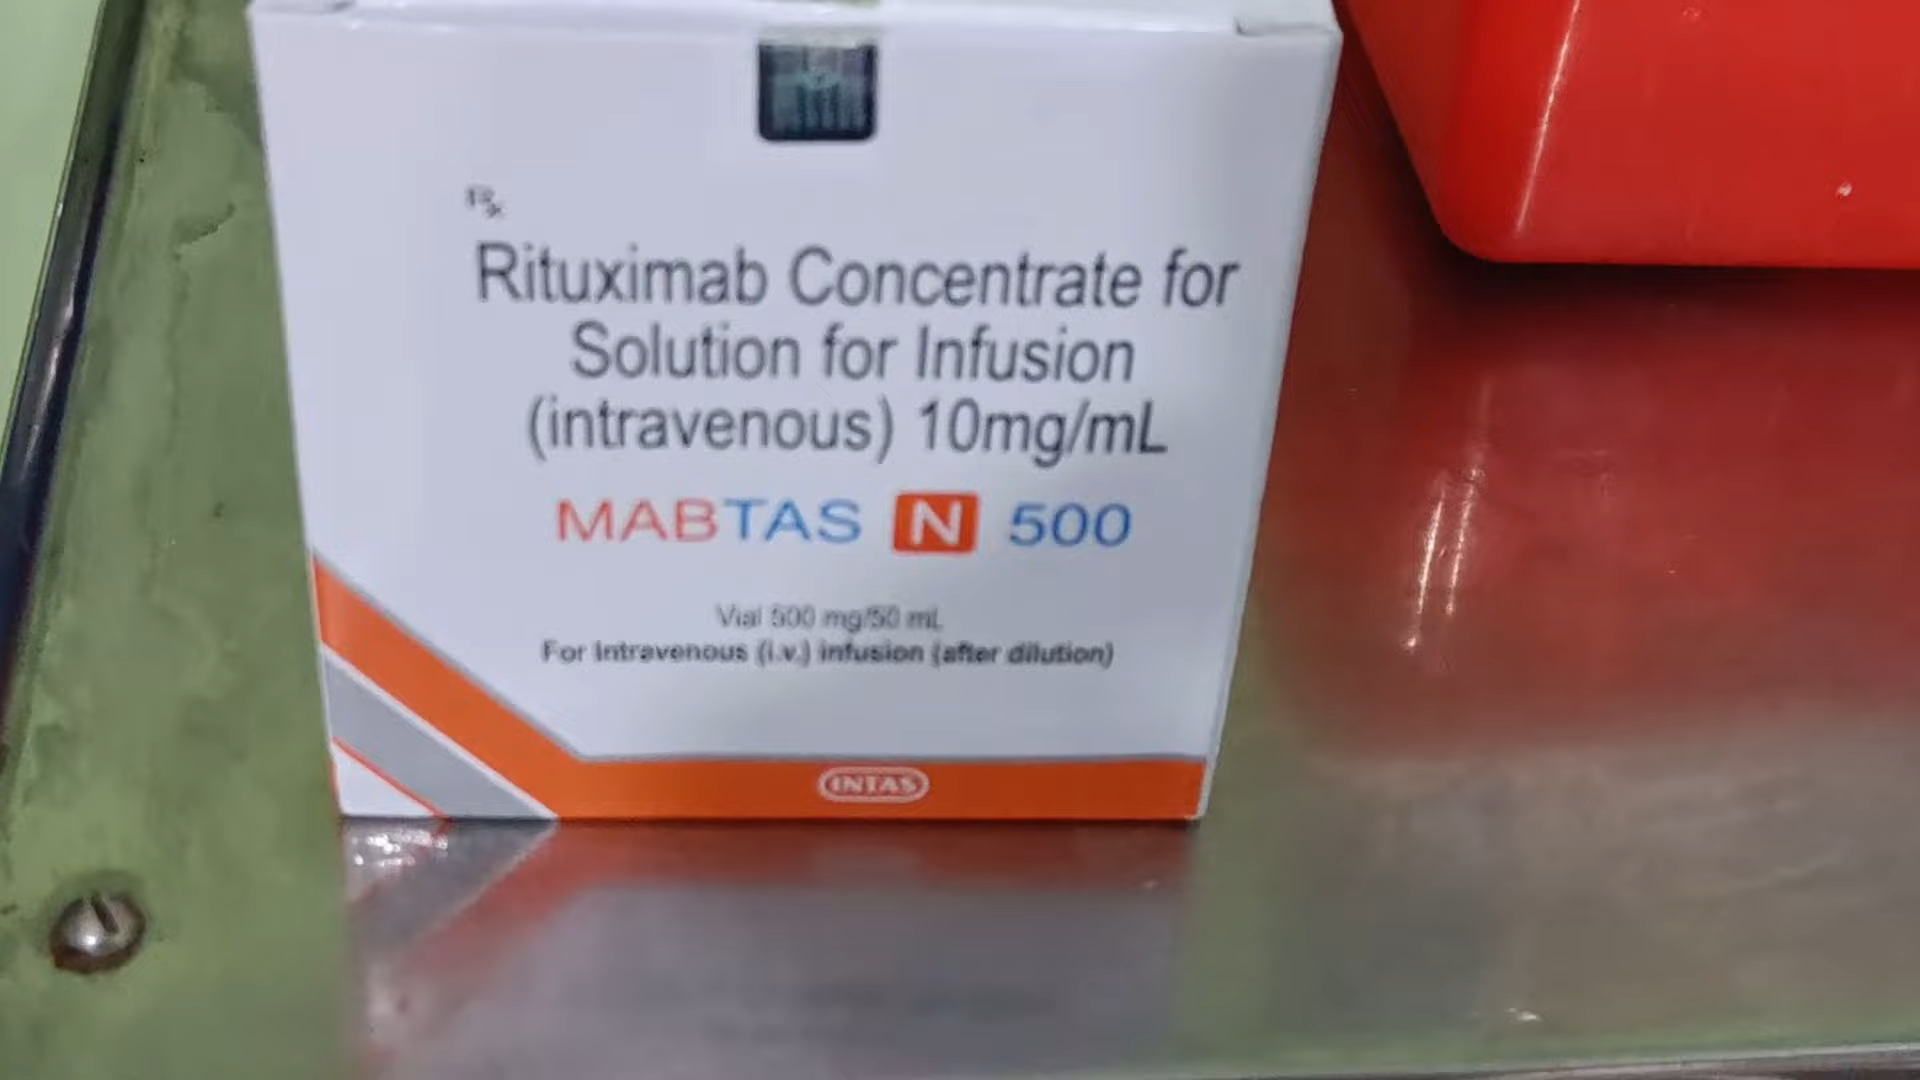 Rx
Rituximab Concentrate for
Solution for Infusion
(intravenous) 10mg/mL
MABTAS N 500
Vial 500 mg/50 mL
For Intravenous (i.v.) infusion (after dilution)
INTAS